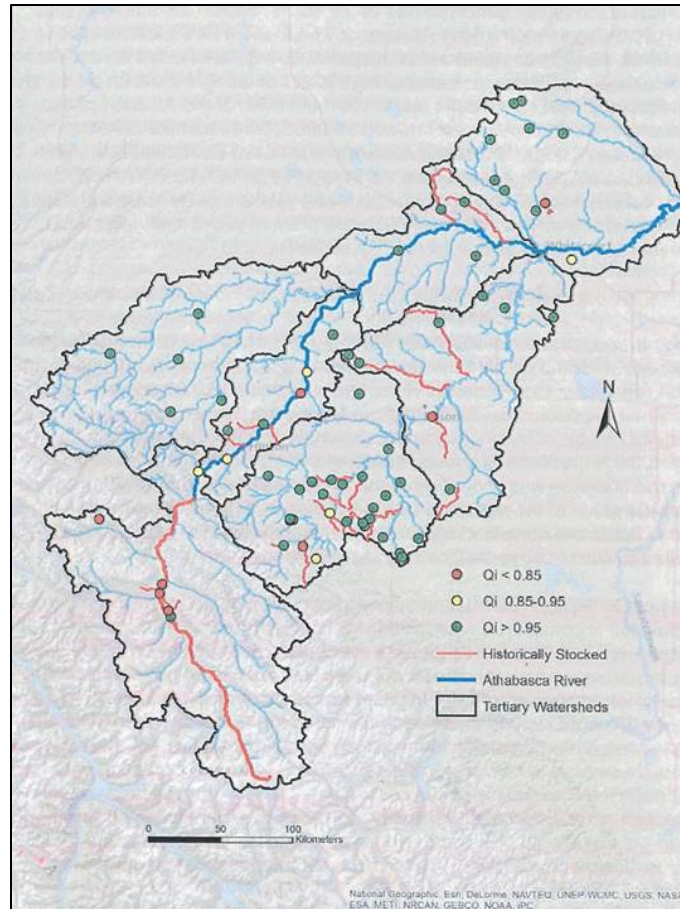 N
Qi < 0.85
Qi 0.85-0.95
Qi > 0.95
Historically Stocked
Athabasca River
Tertiary Watersheds
0 50 100
Kilometers
National Geographic, Esri, DeLorme, NAVTEQ, UNEP-WCMC, USGS, NASA
ESA, METI, NRCAN, GEBCO, NOAA, iPC